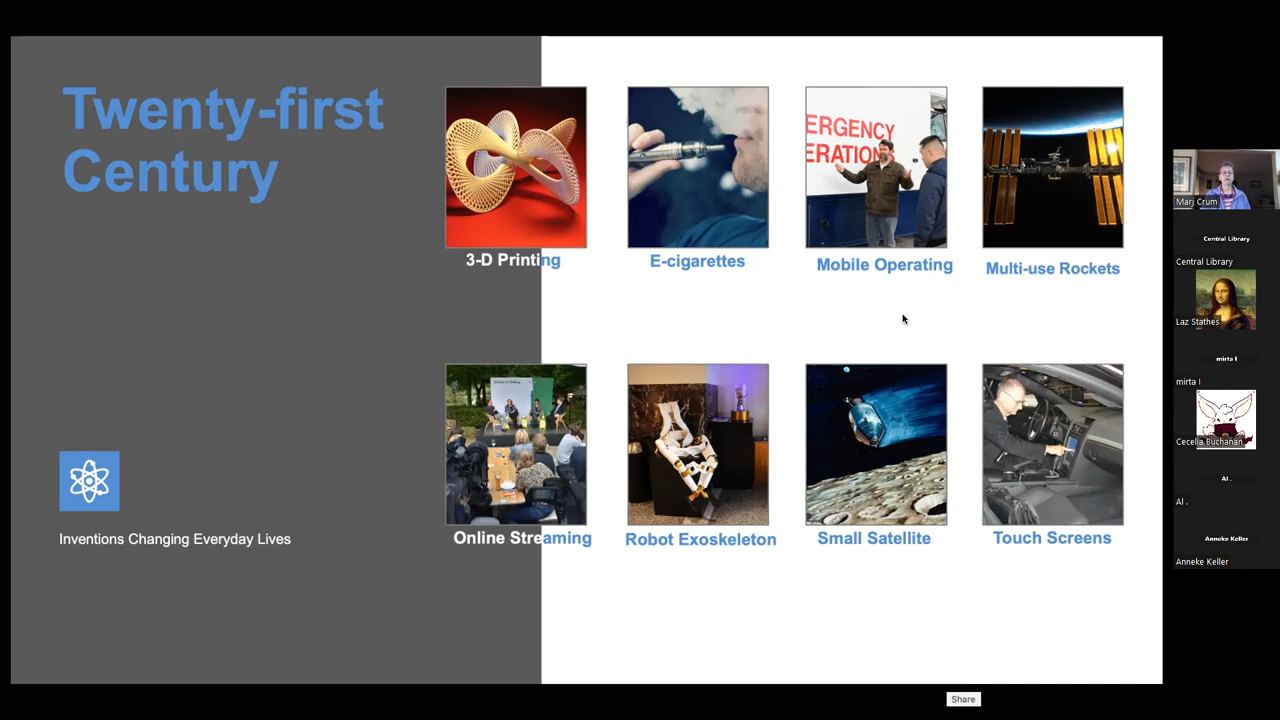 Twenty-first
Century
ERGENCY
ERATION
3-D Printing
E-cigarettes
Mobile Operating
Multi-use Rockets
Online Streaming
Robot Exoskeleton
Small Satellite
Touch Screens
Inventions Changing Everyday Lives
Marj Crum
Central Library
Central Library
Laz Stathes
mirta l
mirta l
Cecelia Buchanan
Al .
Al .
Anneke Keller
Anneke Keller
Share